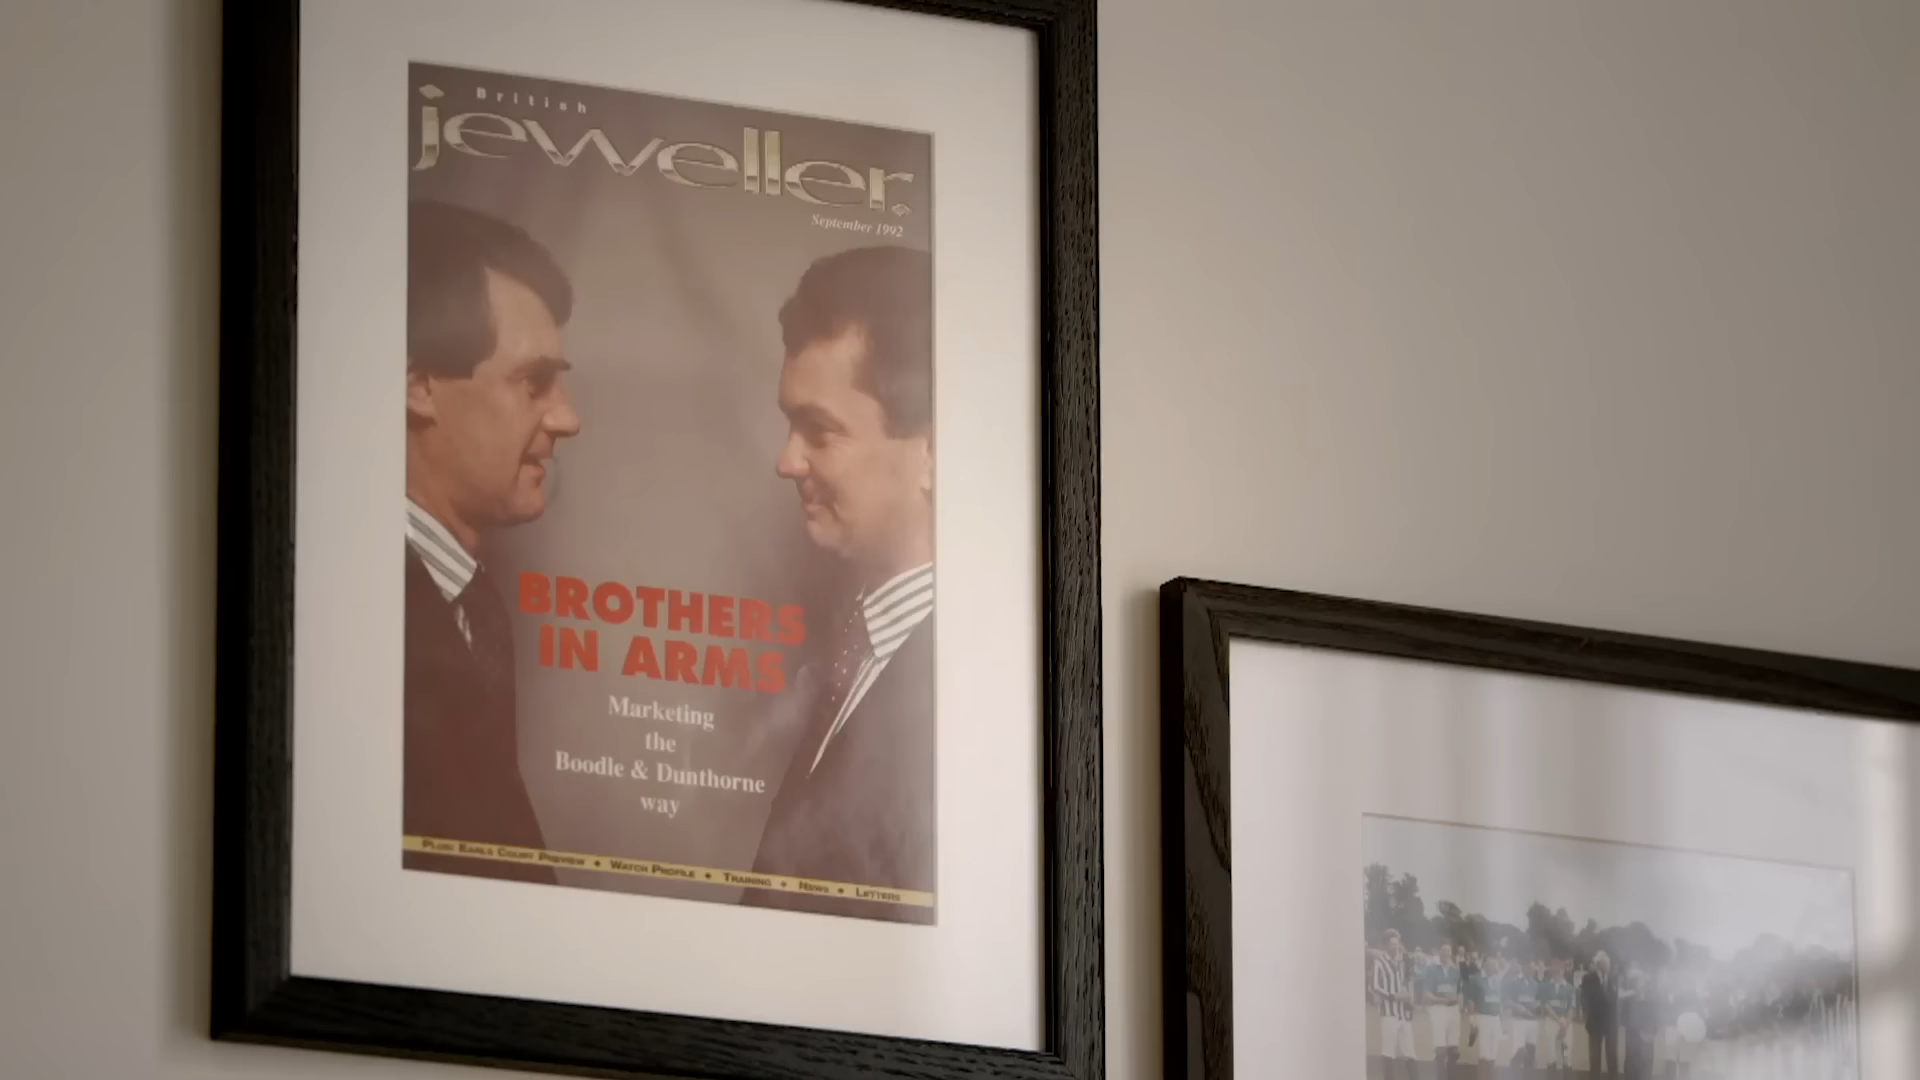 British
jeweller.
September 1992
BROTHERS
IN ARMS
Marketing
the
Boodle & Dunthorne
way
PLUS: EARLS COURT PREVIEW ✦ WATCH PROFILE ✦ TRAINING ✦ NEWS ✦ LETTERS